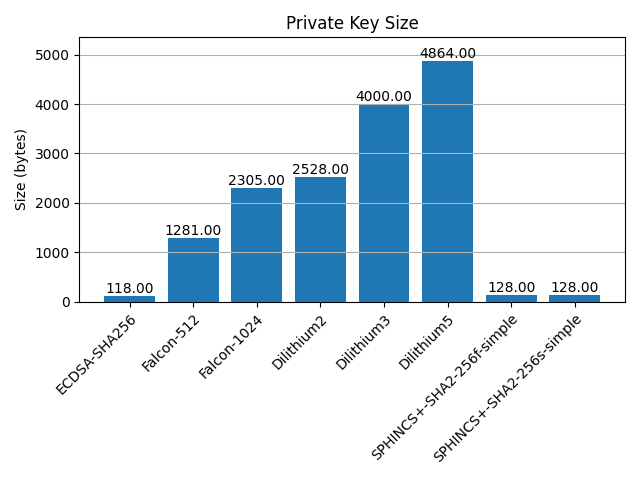 Private Key Size
Size (bytes)
5000
4000
3000
2000
1000
0
118.00
1281.00
2305.00
2528.00
4000.00
4864.00
128.00
128.00
ECDSA-SHA256
Falcon-512
Falcon-1024
Dilithium2
Dilithium3
Dilithium5
SPHINCS+-SHA2-256f-simple
SPHINCS+-SHA2-256s-simple